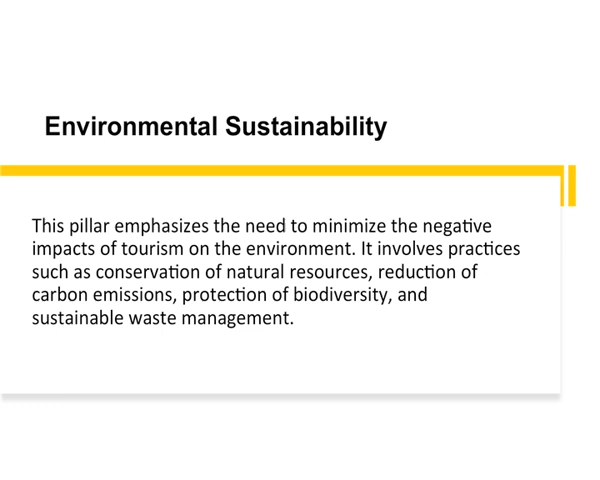 Environmental Sustainability
This pillar emphasizes the need to minimize the negative
impacts of tourism on the environment. It involves practices
such as conservation of natural resources, reduction of
carbon emissions, protection of biodiversity, and
sustainable waste management.